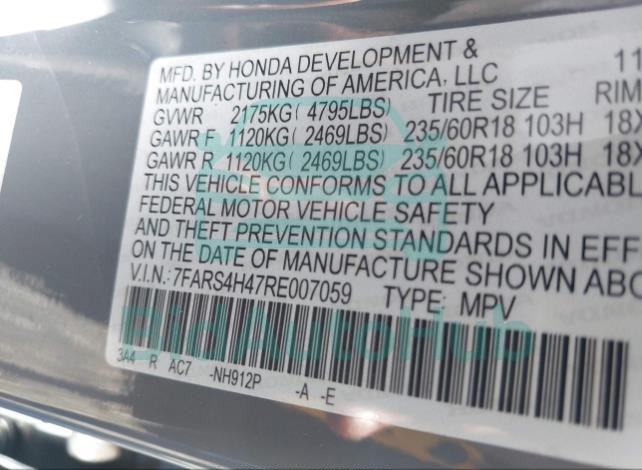 MFD. BY HONDA DEVELOPMENT & 11
MANUFACTURING OF AMERICA, LLC
GVWR 2175KG( 4795LBS) TIRE SIZE RIM
GAWR F 1120KG( 2469LBS) 235/60R18 103H 18X
GAWR R 1120KG( 2469LBS) 235/60R18 103H 18X
THIS VEHICLE CONFORMS TO ALL APPLICABL
FEDERAL MOTOR VEHICLE SAFETY
AND THEFT PREVENTION STANDARDS IN EFF
ON THE DATE OF MANUFACTURE SHOWN ABO
V.I.N.:7FARS4H47RE007059 TYPE: MPV
BidAutoHub
3A4 R AC7 -NH912P -A -E